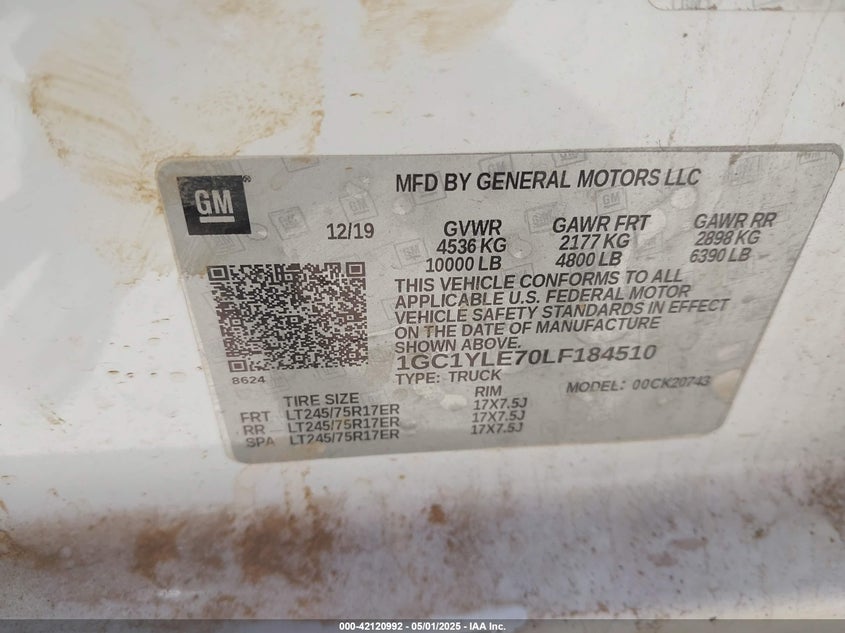 GM
MFD BY GENERAL MOTORS LLC
12/19
GVWR
4536 KG
10000 LB
GAWR FRT
2177 KG
4800 LB
GAWR RR
2898 KG
6390 LB
THIS VEHICLE CONFORMS TO ALL
APPLICABLE U.S. FEDERAL MOTOR
VEHICLE SAFETY STANDARDS IN EFFECT
ON THE DATE OF MANUFACTURE
SHOWN ABOVE.
1GC1YLE70LF184510
TYPE: TRUCK
MODEL: 00CK20743
8624
TIRE SIZE RIM
FRT LT245/75R17ER 17X7.5J
RR LT245/75R17ER 17X7.5J
SPA LT245/75R17ER 17X7.5J
000-42120992 - 05/01/2025 - IAA Inc.